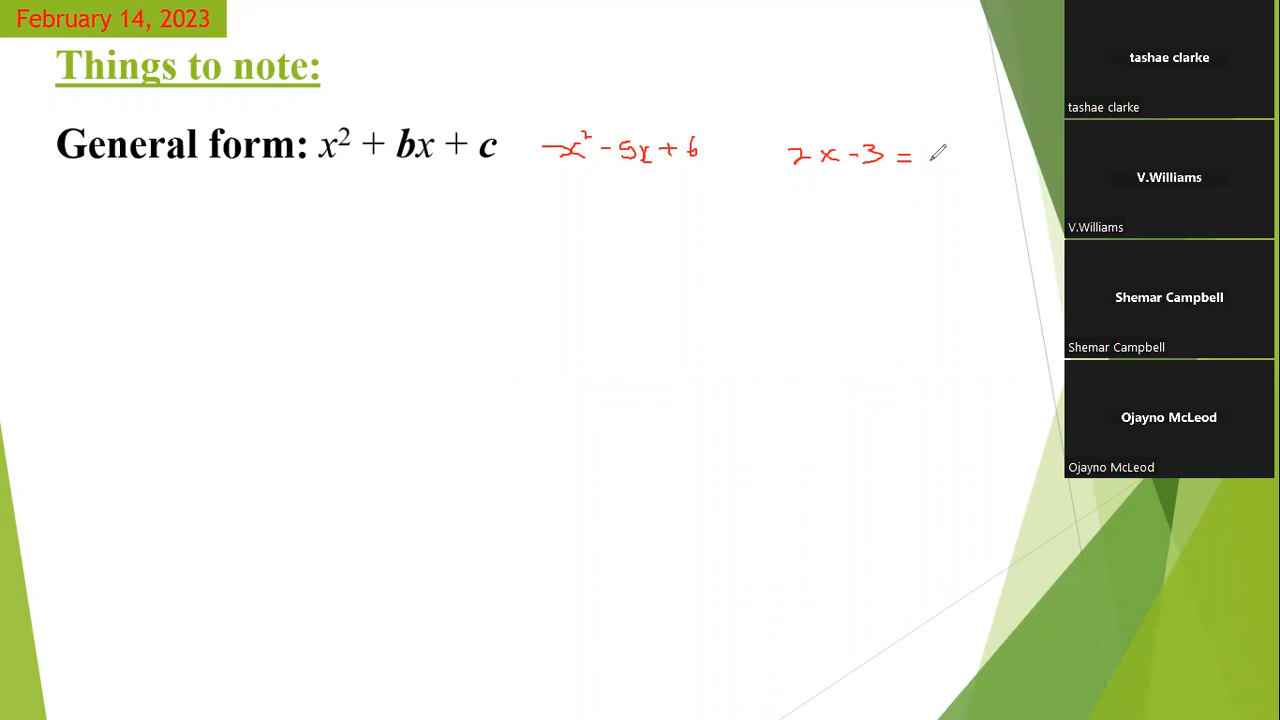 February 14, 2023
Things to note:
General form: x² + bx + c x² - 5x + 6 2x - 3 =
tashae clarke
tashae clarke
V.Williams
V.Williams
Shemar Campbell
Shemar Campbell
Ojayno McLeod
Ojayno McLeod